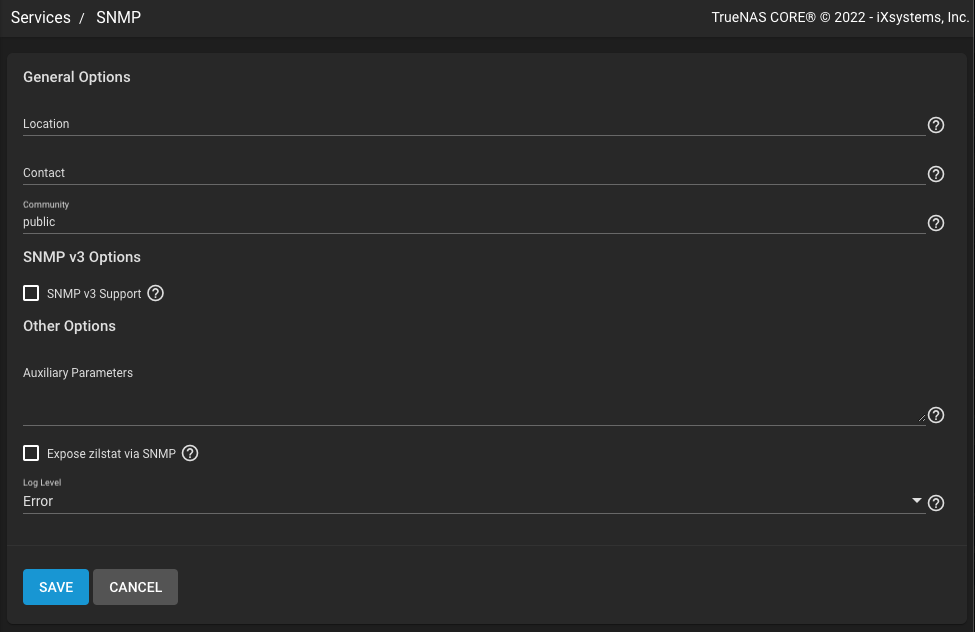 Services / SNMP
TrueNAS CORE® © 2022 - iXsystems, Inc.
General Options
Location
Contact
Community
public
SNMP v3 Options
SNMP v3 Support
Other Options
Auxiliary Parameters
Expose zilstat via SNMP
Log Level
Error
SAVE CANCEL